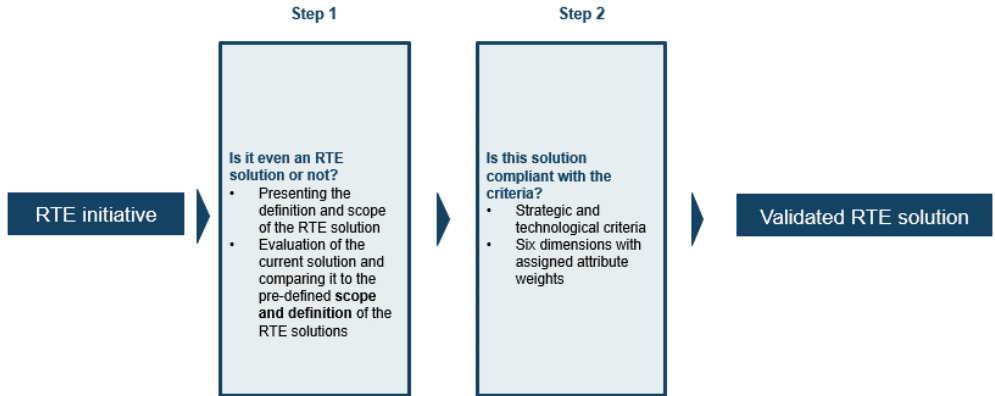 Step 1
Step 2
RTE initiative
Is it even an RTE
solution or not?
• Presenting the
definition and scope
of the RTE solution
• Evaluation of the
current solution and
comparing it to the
pre-defined scope
and definition of the
RTE solutions
Is this solution
compliant with the
criteria?
• Strategic and
technological criteria
• Six dimensions with
assigned attribute
weights
Validated RTE solution